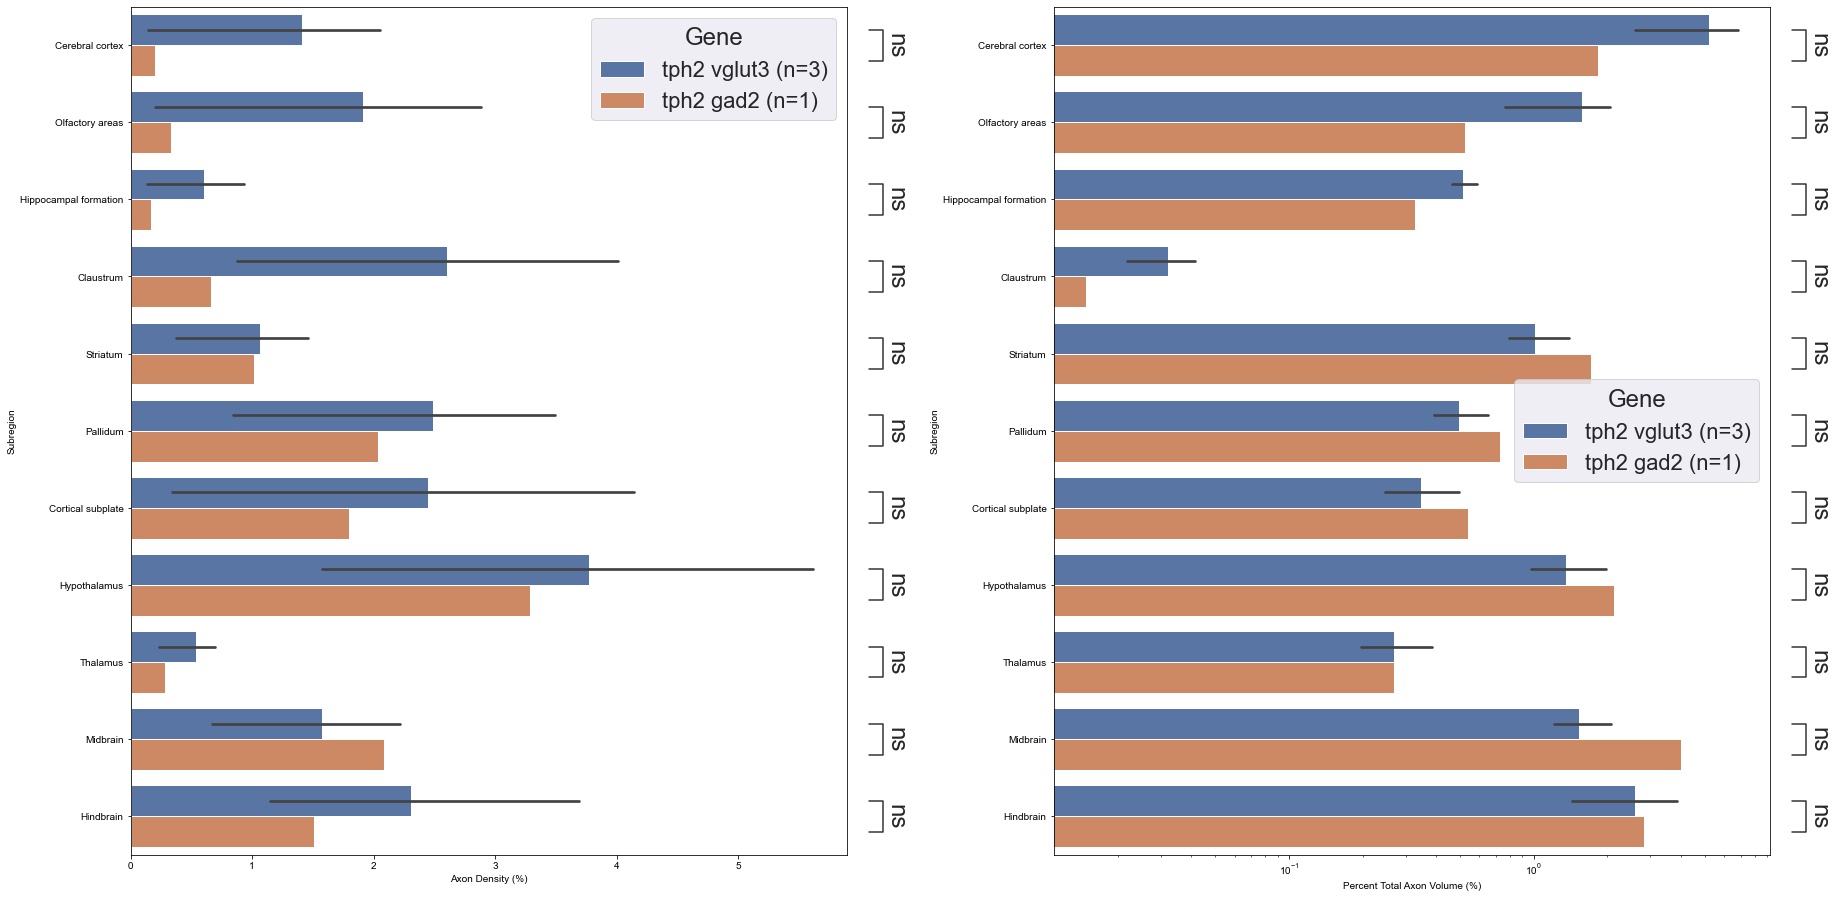 Subregion
Cerebral cortex
Olfactory areas
Hippocampal formation
Claustrum
Striatum
Pallidum
Cortical subplate
Hypothalamus
Thalamus
Midbrain
Hindbrain
Gene
tph2 vglut3 (n=3)
tph2 gad2 (n=1)
ns
ns
ns
ns
ns
ns
ns
ns
ns
ns
ns
0 1 2 3 4 5
Axon Density (%)
Subregion
Cerebral cortex
Olfactory areas
Hippocampal formation
Claustrum
Striatum
Pallidum
Cortical subplate
Hypothalamus
Thalamus
Midbrain
Hindbrain
Gene
tph2 vglut3 (n=3)
tph2 gad2 (n=1)
ns
ns
ns
ns
ns
ns
ns
ns
ns
ns
ns
10⁻¹ 10⁰
Percent Total Axon Volume (%)